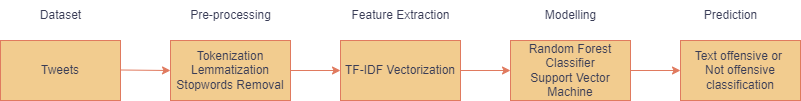 Dataset
Pre-processing
Feature Extraction
Modelling
Prediction
Tweets
Tokenization
Lemmatization
Stopwords Removal
TF-IDF Vectorization
Random Forest
Classifier
Support Vector
Machine
Text offensive or
Not offensive
classification